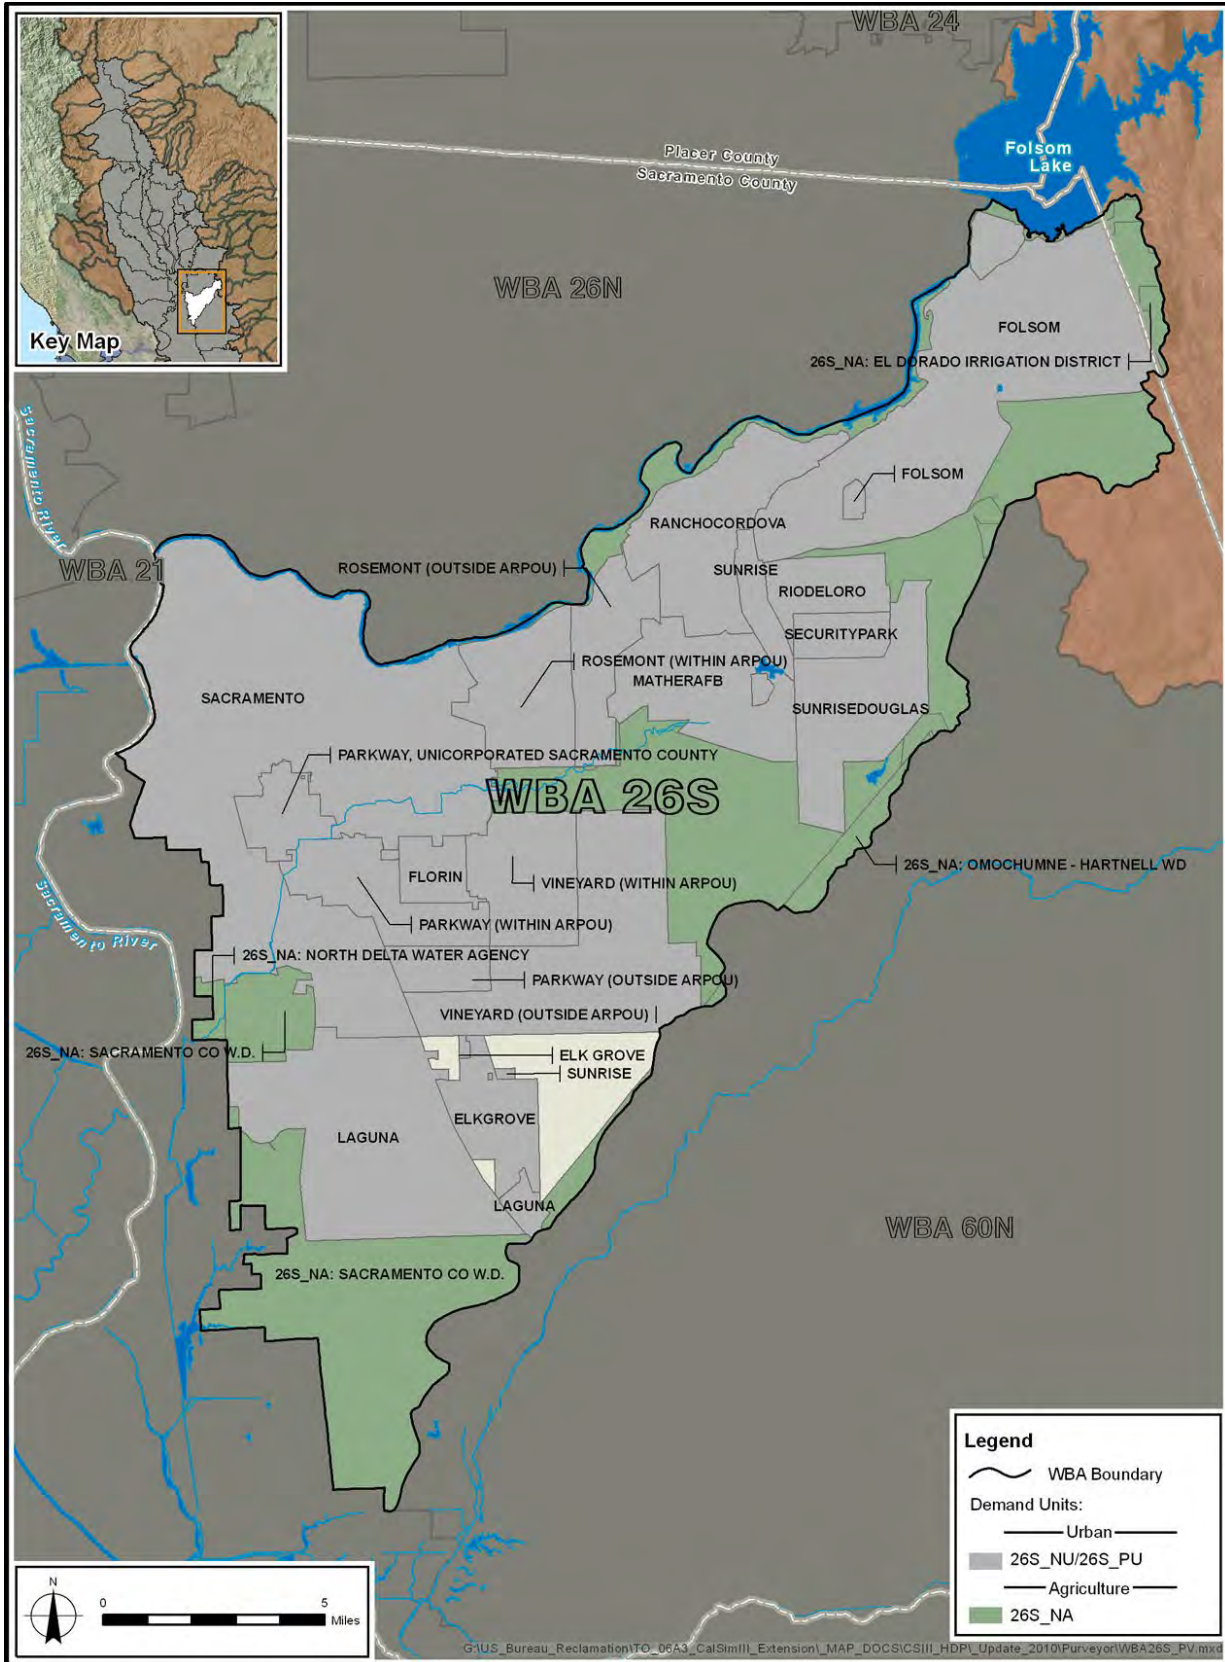 WBA 24
Key Map
Placer County
Sacramento County
Folsom
Lake
WBA 26N
FOLSOM
26S_NA: EL DORADO IRRIGATION DISTRICT
Sacramento River
FOLSOM
RANCHOCORDOVA
WBA 21
ROSEMONT (OUTSIDE ARPOU)
SUNRISE
RIODELORO
SECURITYPARK
ROSEMONT (WITHIN ARPOU)
MATHERAFB
SACRAMENTO
SUNRISEDOUGLAS
PARKWAY, UNICORPORATED SACRAMENTO COUNTY
WBA 26S
26S_NA: OMOCHUMNE - HARTNELL WD
FLORIN
VINEYARD (WITHIN ARPOU)
Sacramento River
PARKWAY (WITHIN ARPOU)
26S_NA: NORTH DELTA WATER AGENCY
PARKWAY (OUTSIDE ARPOU)
VINEYARD (OUTSIDE ARPOU)
26S_NA: SACRAMENTO CO W.D.
ELK GROVE
SUNRISE
ELKGROVE
LAGUNA
LAGUNA
WBA 60N
26S_NA: SACRAMENTO CO W.D.
Legend
WBA Boundary
Demand Units:
Urban
26S_NU/26S_PU
Agriculture
26S_NA
N
0 5
Miles
G:\US_Bureau_Reclamation\TO_06A3_CalSimIII_Extension\_MAP_DOCS\CSIII_HDP\_Update_2010\Purveyor\WBA26S_PV.mxd